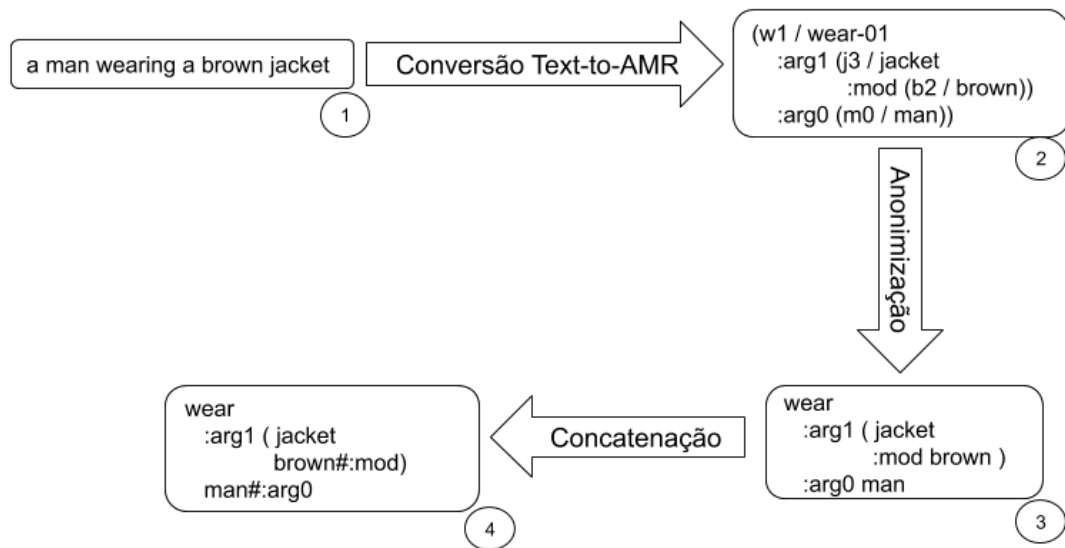 a man wearing a brown jacket
1
Conversão Text-to-AMR
(w1 / wear-01
:arg1 (j3 / jacket
:mod (b2 / brown))
:arg0 (m0 / man))
2
Anonimização
wear
:arg1 ( jacket
:mod brown )
:arg0 man
3
Concatenação
wear
:arg1 ( jacket
brown#:mod)
man#:arg0
4